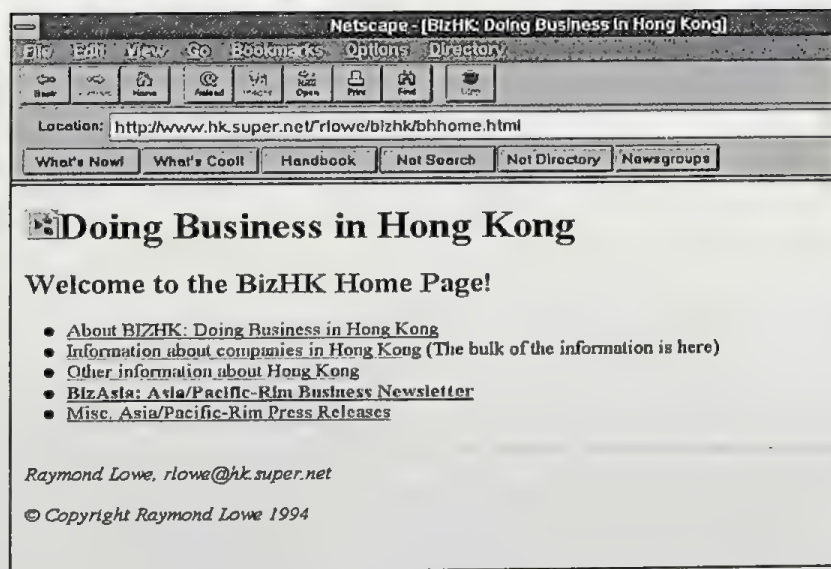 Netscape - [BizHK: Doing Business in Hong Kong]
File Edit View Go Bookmarks Options Directory
Back Home Reload Images Open Print Find
Location: http://www.hk.super.net/~rlowe/bizhk/bhhome.html
What's New! What's Cool! Handbook Net Search Net Directory Newsgroups
Doing Business in Hong Kong
Welcome to the BizHK Home Page!
• About BIZHK: Doing Business in Hong Kong
• Information about companies in Hong Kong (The bulk of the information is here)
• Other information about Hong Kong
• BizAsia: Asia/Pacific-Rim Business Newsletter
• Misc. Asia/Pacific-Rim Press Releases
Raymond Lowe, rlowe@hk.super.net
© Copyright Raymond Lowe 1994